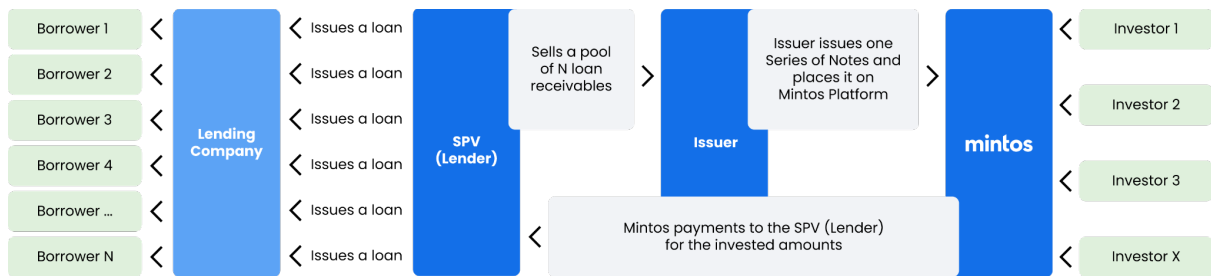 Borrower 1
Borrower 2
Borrower 3
Borrower 4
Borrower ...
Borrower N
Lending
Company
Issues a loan
Issues a loan
Issues a loan
Issues a loan
Issues a loan
Issues a loan
SPV
(Lender)
Sells a pool
of N loan
receivables
Issuer
Issuer issues one
Series of Notes and
places it on
Mintos Platform
Mintos payments to the SPV (Lender)
for the invested amounts
mintos
Investor 1
Investor 2
Investor 3
Investor X